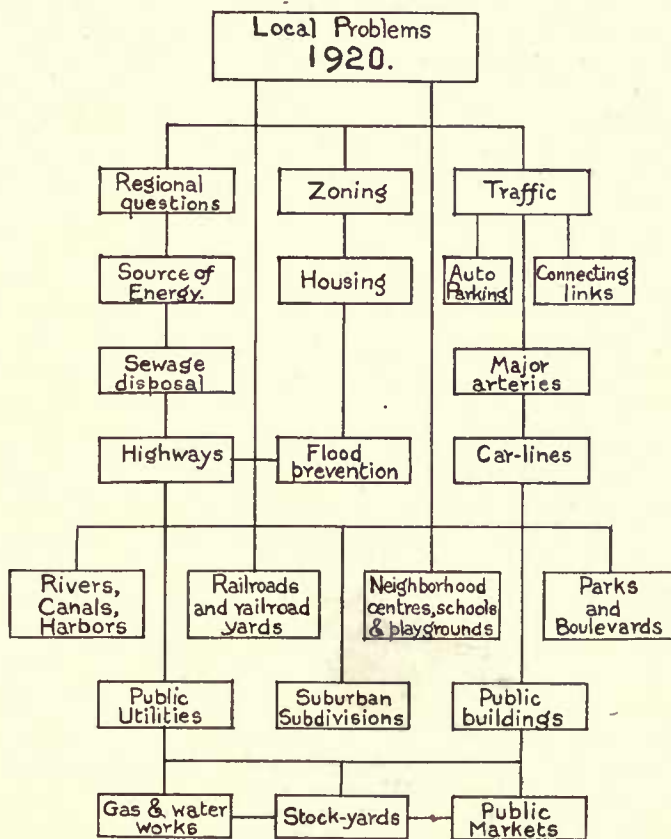 Local Problems
1920.
Regional
questions
Zoning
Traffic
Source of
Energy.
Housing
Auto
Parking
Connecting
links
Sewage
disposal
Major
arteries
Highways
Flood
prevention
Car-lines
Rivers,
Canals,
Harbors
Railroads
and railroad
yards
Neighborhood
centres, schools
& playgrounds
Parks
and
Boulevards
Public
Utilities
Suburban
Subdivisions
Public
buildings
Gas & water
works
Stock-yards
Public
Markets